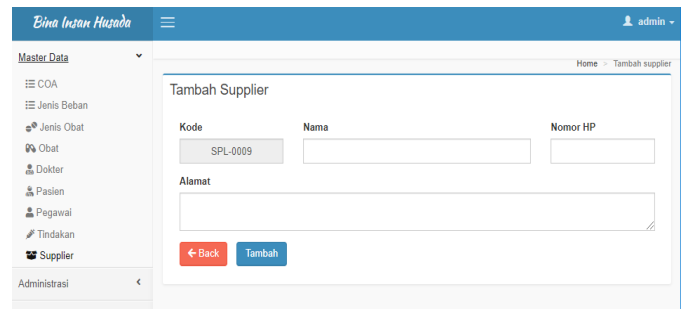 Bina Insan Husada
admin
Master Data
Home > Tambah supplier
COA
Jenis Beban
Jenis Obat
Obat
Dokter
Pasien
Pegawai
Tindakan
Supplier
Administrasi
Tambah Supplier
Kode Nama Nomor HP
SPL-0009
Alamat
Back Tambah